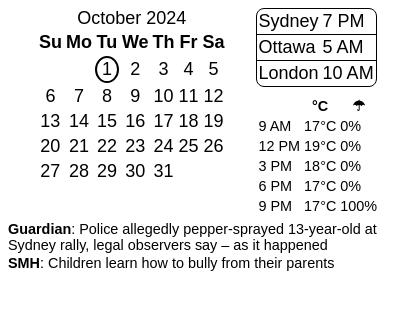 October 2024
Su Mo Tu We Th Fr Sa
1 2 3 4 5
6 7 8 9 10 11 12
13 14 15 16 17 18 19
20 21 22 23 24 25 26
27 28 29 30 31
Sydney 7 PM
Ottawa 5 AM
London 10 AM
°C ☂
9 AM 17°C 0%
12 PM 19°C 0%
3 PM 18°C 0%
6 PM 17°C 0%
9 PM 17°C 100%
Guardian: Police allegedly pepper-sprayed 13-year-old at
Sydney rally, legal observers say – as it happened
SMH: Children learn how to bully from their parents